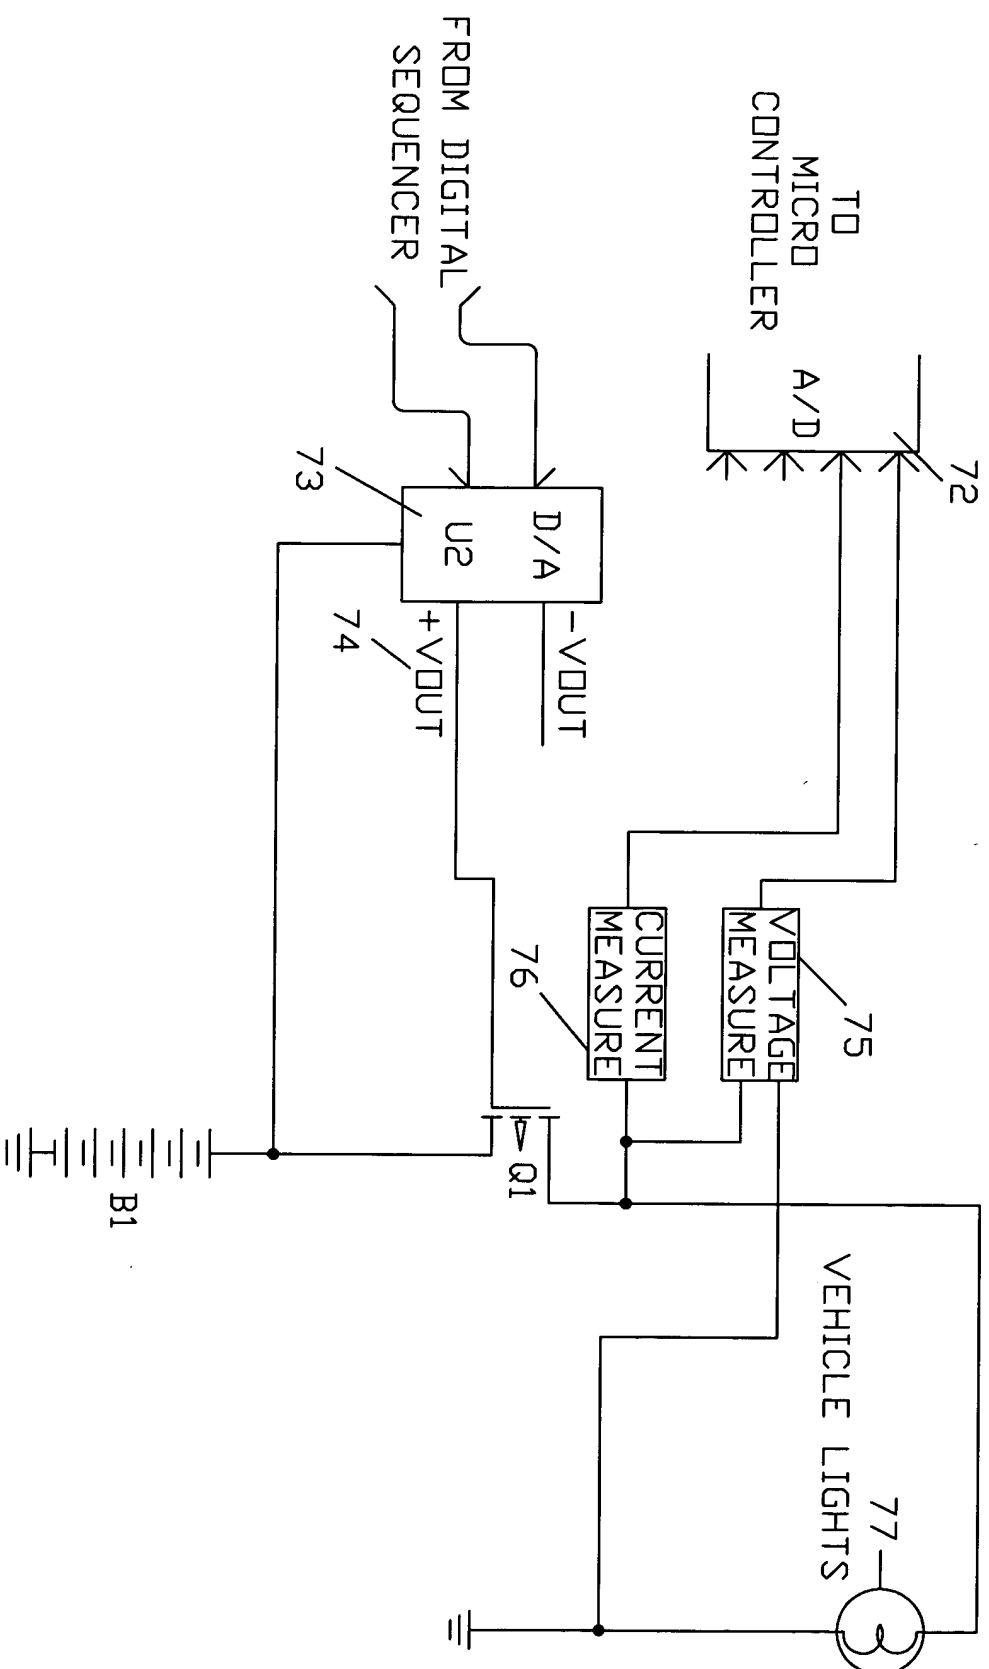 72
TO
MICRO
CONTROLLER
A/D
75
VOLTAGE
MEASURE
VEHICLE LIGHTS
77
CURRENT
MEASURE
76
FROM DIGITAL
SEQUENCER
D/A
U2
-VOUT
+VOUT
73
74
Q1
B1